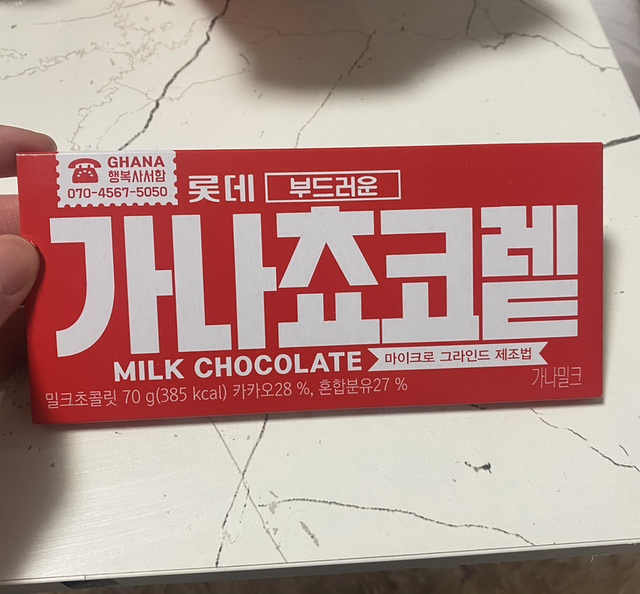 GHANA
행복사서함
070-4567-5050
롯데 부드러운
가나쵸코렡
MILK CHOCOLATE 마이크로 그라인드 제조법
밀크초콜릿 70 g(385 kcal) 카카오28 %, 혼합분유27 %
가나밀크